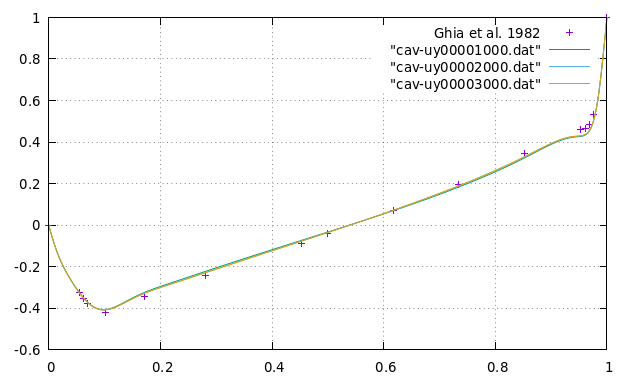 1
0.8
0.6
0.4
0.2
0
-0.2
-0.4
-0.6
0 0.2 0.4 0.6 0.8 1
Ghia et al. 1982
"cav-uy00001000.dat"
"cav-uy00002000.dat"
"cav-uy00003000.dat"